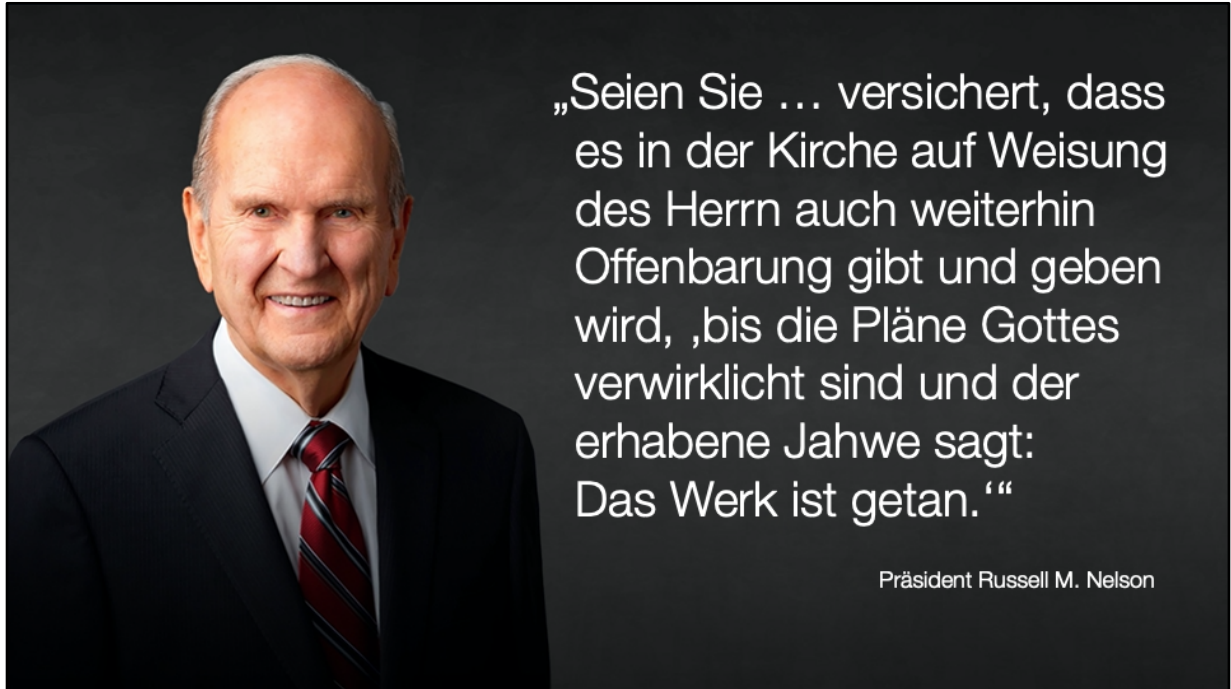 „Seien Sie … versichert, dass
es in der Kirche auf Weisung
des Herrn auch weiterhin
Offenbarung gibt und geben
wird, ‚bis die Pläne Gottes
verwirklicht sind und der
erhabene Jahwe sagt:
Das Werk ist getan.‘“
Präsident Russell M. Nelson